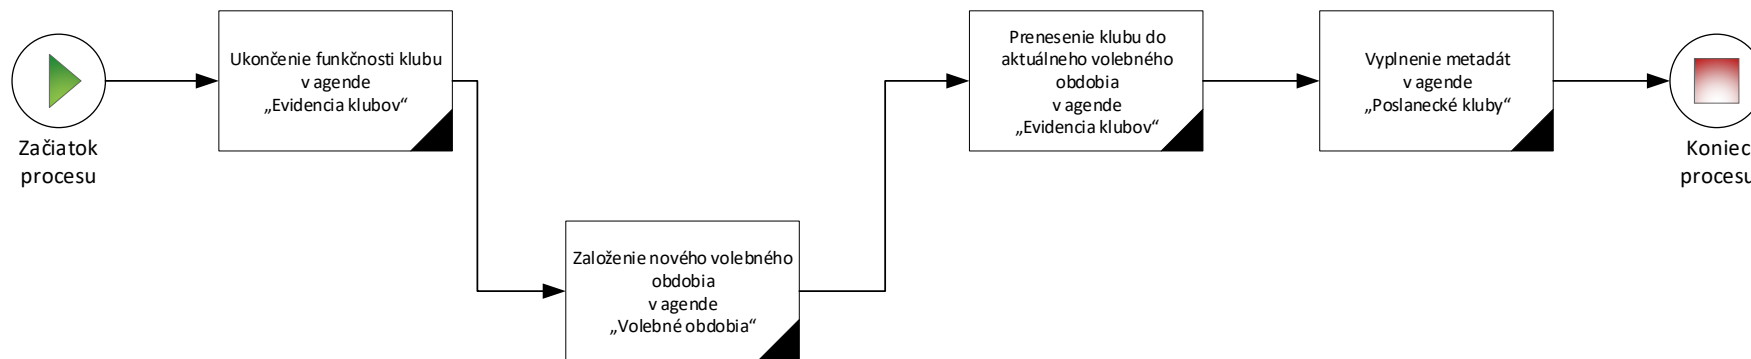 Začiatok
procesu
Ukončenie funkčnosti klubu
v agende
„Evidencia klubov“
Založenie nového volebného
obdobia
v agende
„Volebné obdobia“
Prenesenie klubu do
aktuálneho volebného
obdobia
v agende
„Evidencia klubov“
Vyplnenie metadát
v agende
„Poslanecké kluby“
Koniec
procesu